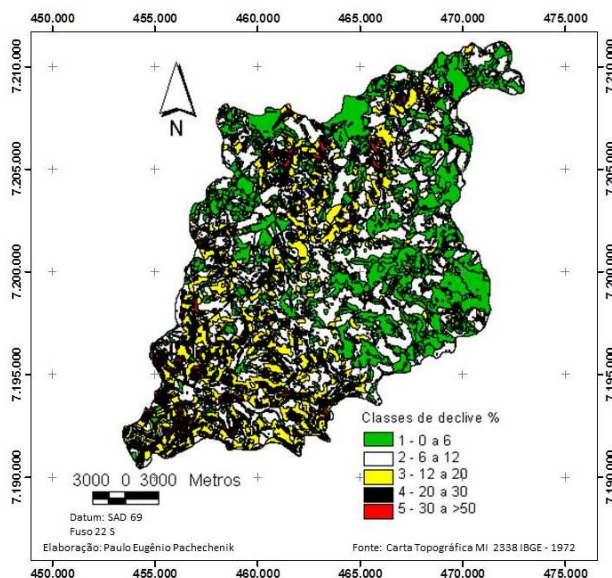 450.000 455.000 460.000 465.000 470.000 475.000
7.210.000 7.210.000
7.205.000 7.205.000
7.200.000 7.200.000
7.195.000 7.195.000
7.190.000 7.190.000
N
Classes de declive %
1 - 0 a 6
2 - 6 a 12
3 - 12 a 20
4 - 20 a 30
5 - 30 a >50
3000 0 3000 Metros
Datum: SAD 69
Fuso 22 S
Elaboração: Paulo Eugênio Pachechenik Fonte: Carta Topográfica MI 2338 IBGE - 1972
450.000 455.000 460.000 465.000 470.000 475.000